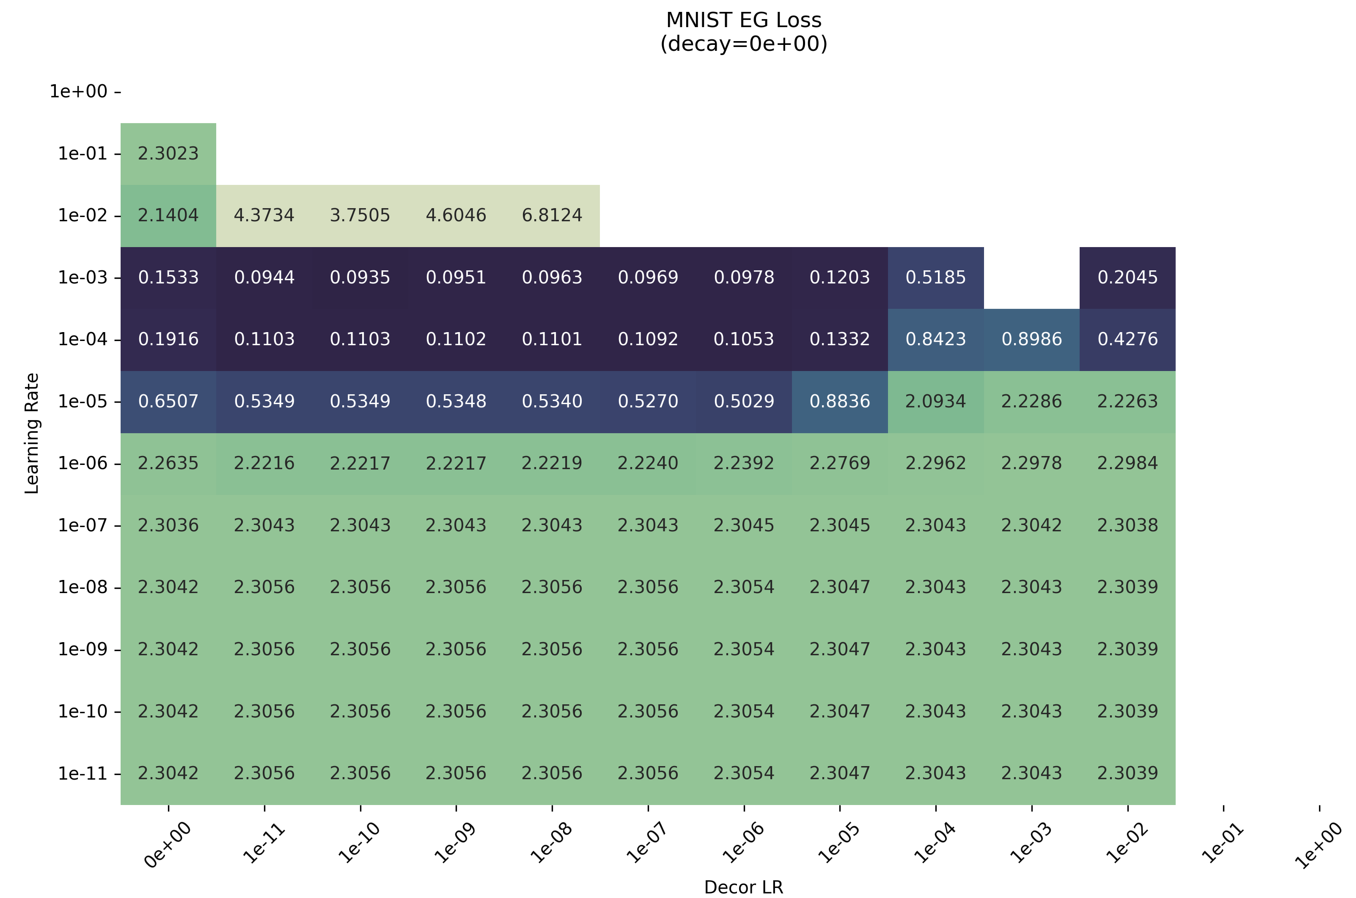 MNIST EG Loss
(decay=0e+00)
1e+00
1e-01 2.3023
1e-02 2.1404 4.3734 3.7505 4.6046 6.8124
1e-03 0.1533 0.0944 0.0935 0.0951 0.0963 0.0969 0.0978 0.1203 0.5185 0.2045
1e-04 0.1916 0.1103 0.1103 0.1102 0.1101 0.1092 0.1053 0.1332 0.8423 0.8986 0.4276
1e-05 0.6507 0.5349 0.5349 0.5348 0.5340 0.5270 0.5029 0.8836 2.0934 2.2286 2.2263
1e-06 2.2635 2.2216 2.2217 2.2217 2.2219 2.2240 2.2392 2.2769 2.2962 2.2978 2.2984
1e-07 2.3036 2.3043 2.3043 2.3043 2.3043 2.3043 2.3045 2.3045 2.3043 2.3042 2.3038
1e-08 2.3042 2.3056 2.3056 2.3056 2.3056 2.3056 2.3054 2.3047 2.3043 2.3043 2.3039
1e-09 2.3042 2.3056 2.3056 2.3056 2.3056 2.3056 2.3054 2.3047 2.3043 2.3043 2.3039
1e-10 2.3042 2.3056 2.3056 2.3056 2.3056 2.3056 2.3054 2.3047 2.3043 2.3043 2.3039
1e-11 2.3042 2.3056 2.3056 2.3056 2.3056 2.3056 2.3054 2.3047 2.3043 2.3043 2.3039
Learning Rate
0e+00 1e-11 1e-10 1e-09 1e-08 1e-07 1e-06 1e-05 1e-04 1e-03 1e-02 1e-01 1e+00
Decor LR